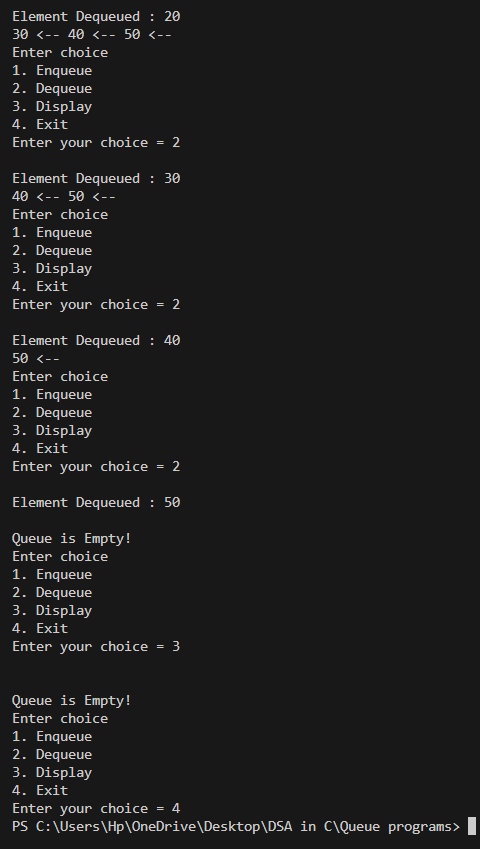 Element Dequeued : 20
30 <-- 40 <-- 50 <--
Enter choice
1. Enqueue
2. Dequeue
3. Display
4. Exit
Enter your choice = 2
Element Dequeued : 30
40 <-- 50 <--
Enter choice
1. Enqueue
2. Dequeue
3. Display
4. Exit
Enter your choice = 2
Element Dequeued : 40
50 <--
Enter choice
1. Enqueue
2. Dequeue
3. Display
4. Exit
Enter your choice = 2
Element Dequeued : 50
Queue is Empty!
Enter choice
1. Enqueue
2. Dequeue
3. Display
4. Exit
Enter your choice = 3
Queue is Empty!
Enter choice
1. Enqueue
2. Dequeue
3. Display
4. Exit
Enter your choice = 4
PS C:\Users\Hp\OneDrive\Desktop\DSA in C\Queue programs>